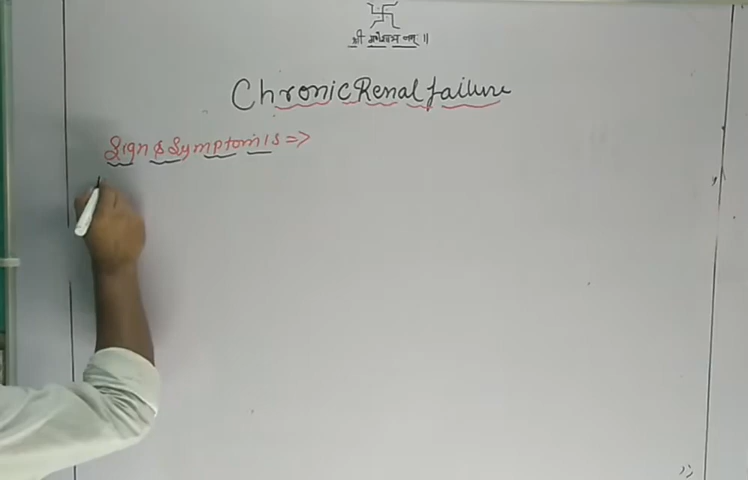 श्री गणेशाय नमः ॥
Chronic Renal failure
Sign & Symptoms =>